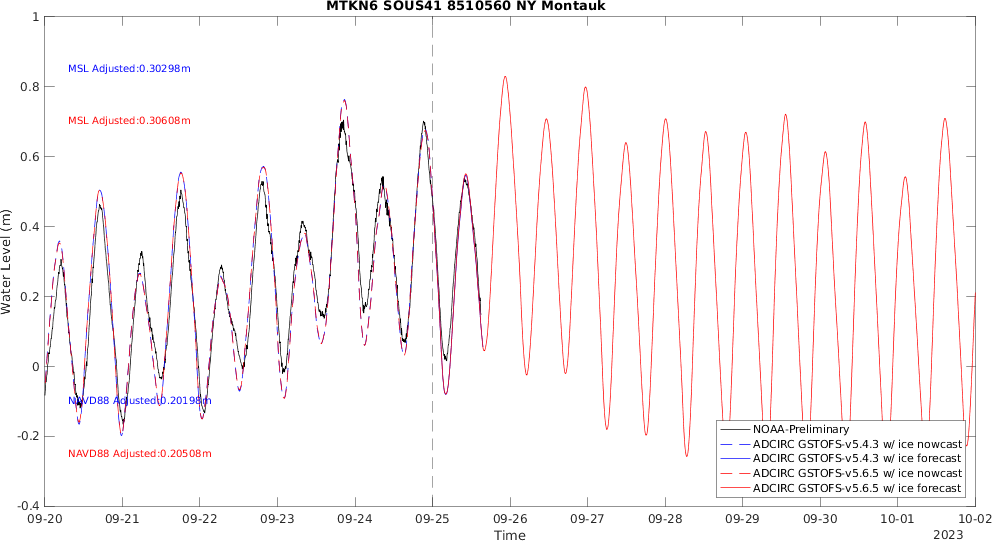 MTKN6 SOUS41 8510560 NY Montauk
1
0.8
0.6
0.4
0.2
0
-0.2
-0.4
Water Level (m)
MSL Adjusted:0.30298m
MSL Adjusted:0.30608m
NAVD88 Adjusted:0.20198m
NAVD88 Adjusted:0.20508m
NOAA-Preliminary
ADCIRC GSTOFS-v5.4.3 w/ ice nowcast
ADCIRC GSTOFS-v5.4.3 w/ ice forecast
ADCIRC GSTOFS-v5.6.5 w/ ice nowcast
ADCIRC GSTOFS-v5.6.5 w/ ice forecast
09-20 09-21 09-22 09-23 09-24 09-25 09-26 09-27 09-28 09-29 09-30 10-01 10-02
Time
2023